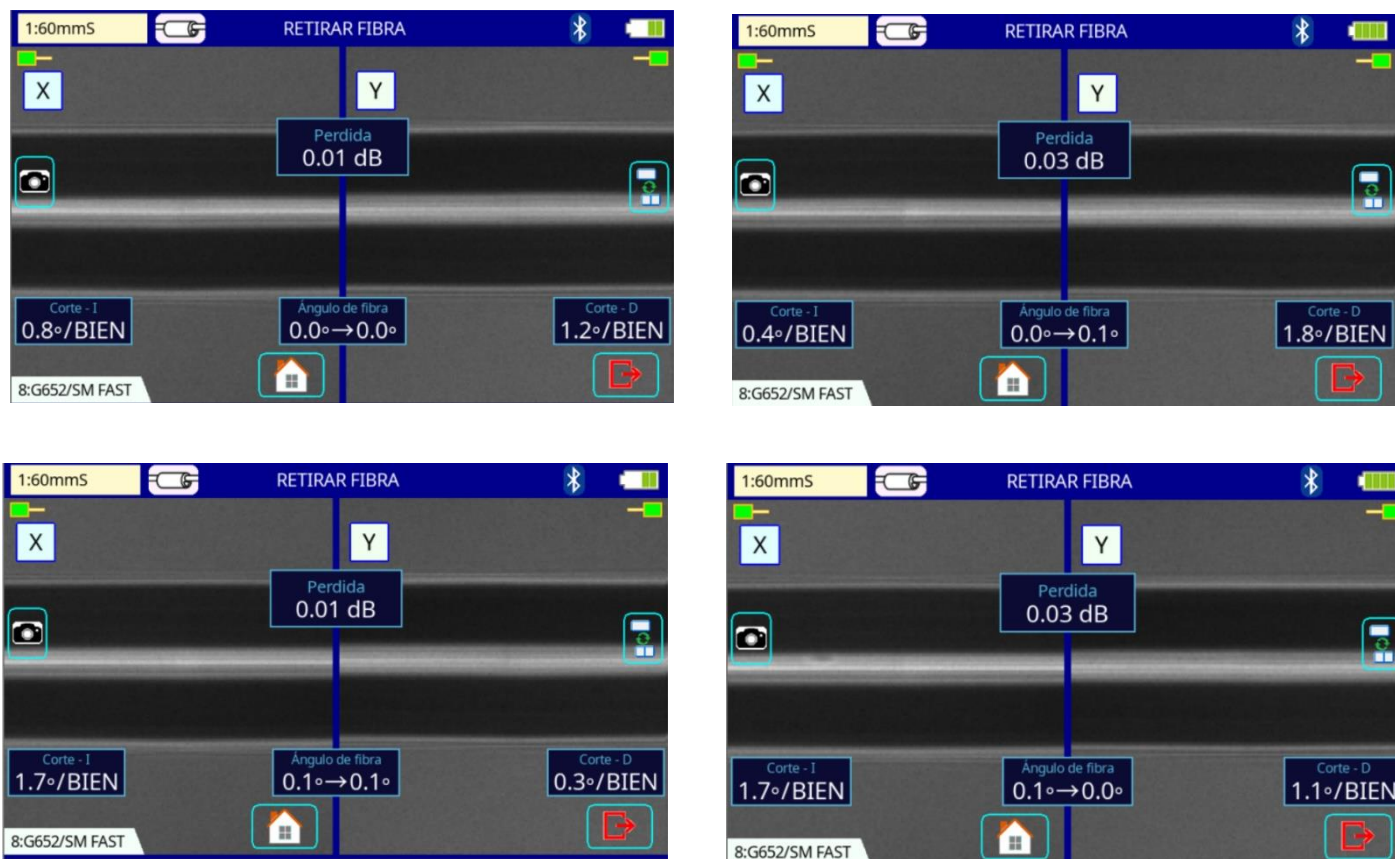 1:60mmS
RETIRAR FIBRA
X
Y
Perdida
0.01 dB
Corte - I
0.8°/BIEN
Ángulo de fibra
0.0°→0.0°
Corte - D
1.2°/BIEN
8:G652/SM FAST
1:60mmS
RETIRAR FIBRA
X
Y
Perdida
0.03 dB
Corte - I
0.4°/BIEN
Ángulo de fibra
0.0°→0.1°
Corte - D
1.8°/BIEN
8:G652/SM FAST
1:60mmS
RETIRAR FIBRA
X
Y
Perdida
0.01 dB
Corte - I
1.7°/BIEN
Ángulo de fibra
0.1°→0.1°
Corte - D
0.3°/BIEN
8:G652/SM FAST
1:60mmS
RETIRAR FIBRA
X
Y
Perdida
0.03 dB
Corte - I
1.7°/BIEN
Ángulo de fibra
0.1°→0.0°
Corte - D
1.1°/BIEN
8:G652/SM FAST